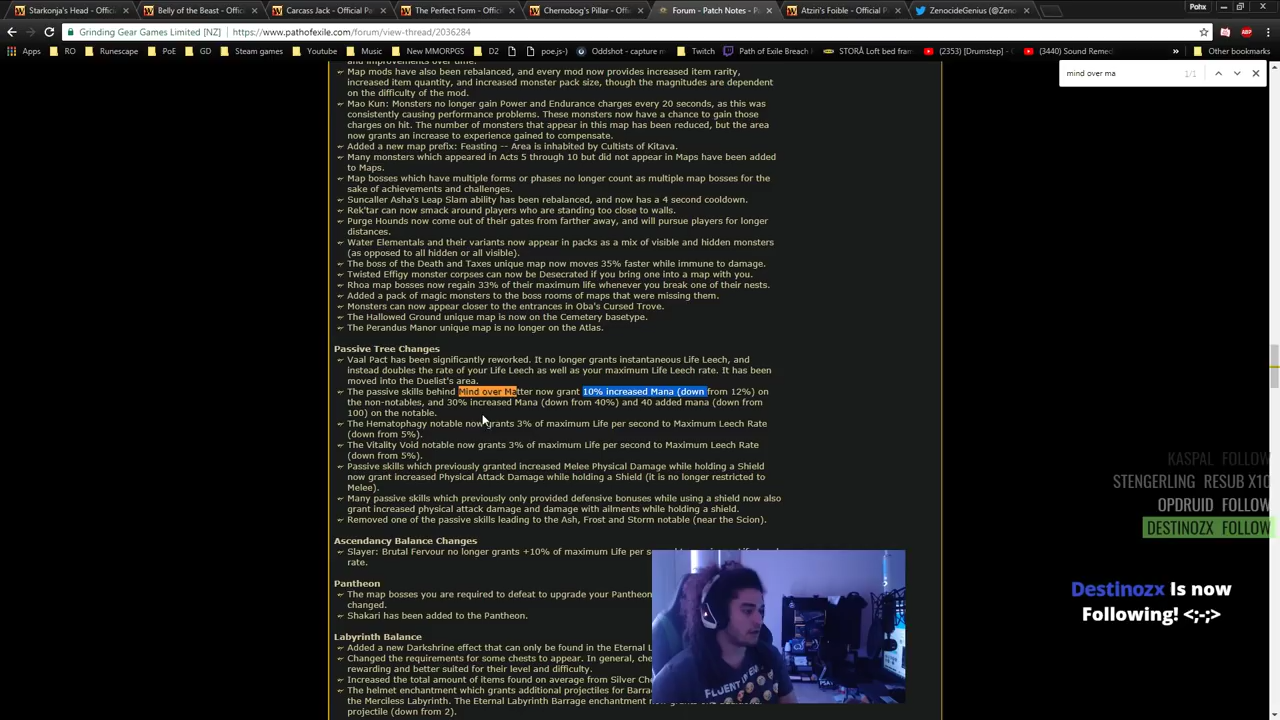 Starkonja's Head - Offici
Belly of the Beast - Offic
Carcass Jack - Official Pa
The Perfect Form - Officia
Chernobog's Pillar - Offic
Forum - Patch Notes - P
Atziri's Foible - Official P
ZenocideGenius (@Zeno
Pohx
Grinding Gear Games Limited [NZ] https://www.pathofexile.com/forum/view-thread/2036284
Apps RO Runescape PoE GD Steam games Youtube Music New MMORPGS D2 poe.js-) Oddshot - capture m Twitch Path of Exile Breach STORÅ Loft bed fram (2353) [Drumstep] - (3440) Sound Remed Other bookmarks
mind over ma 1/1
and improvements over time.
Map mods have also been rebalanced, and every mod now provides increased item rarity,
increased item quantity, and increased monster pack size, though the magnitudes are dependent
on the difficulty of the mod.
Mao Kun: Monsters no longer gain Power and Endurance charges every 20 seconds, as this was
consistently causing performance problems. These monsters now have a chance to gain those
charges on hit. The number of monsters that appear in this map has been reduced, but the area
now grants an increase to experience gained to compensate.
Added a new map prefix: Feasting -- Area is inhabited by Cultists of Kitava.
Many monsters which appeared in Acts 5 through 10 but did not appear in Maps have been added
to Maps.
Map bosses which have multiple forms or phases no longer count as multiple map bosses for the
sake of achievements and challenges.
Suncaller Asha's Leap Slam ability has been rebalanced, and now has a 4 second cooldown.
Rek'tar can now smack around players who are standing too close to walls.
Purge Hounds now come out of their gates from farther away, and will pursue players for longer
distances.
Water Elementals and their variants now appear in packs as a mix of visible and hidden monsters
(as opposed to all hidden or all visible).
The boss of the Death and Taxes unique map now moves 35% faster while immune to damage.
Twisted Effigy monster corpses can now be Desecrated if you bring one into a map with you.
Rhoa map bosses now regain 33% of their maximum life whenever you break one of their nests.
Added a pack of magic monsters to the boss rooms of maps that were missing them.
Monsters can now appear closer to the entrances in Oba's Cursed Trove.
The Hallowed Ground unique map is now on the Cemetery basetype.
The Perandus Manor unique map is no longer on the Atlas.
Passive Tree Changes
Vaal Pact has been significantly reworked. It no longer grants instantaneous Life Leech, and
instead doubles the rate of your Life Leech as well as your maximum Life Leech rate. It has been
moved into the Duelist's area.
The passive skills behind Mind over Matter now grant 10% increased Mana (down from 12%) on
the non-notables, and 30% increased Mana (down from 40%) and 40 added mana (down from
100) on the notable.
The Hematophagy notable now grants 3% of maximum Life per second to Maximum Leech Rate
(down from 5%).
The Vitality Void notable now grants 3% of maximum Life per second to Maximum Leech Rate
(down from 5%).
Passive skills which previously granted increased Melee Physical Damage while holding a Shield
now grant increased Physical Attack Damage while holding a Shield (it is no longer restricted to
Melee).
Many passive skills which previously only provided defensive bonuses while using a shield now also
grant increased physical attack damage and damage with ailments while holding a shield.
Removed one of the passive skills leading to the Ash, Frost and Storm notable (near the Scion).
Ascendancy Balance Changes
Slayer: Brutal Fervour no longer grants +10% of maximum Life per
rate.
Pantheon
The map bosses you are required to defeat to upgrade your Pantheon
changed.
Shakari has been added to the Pantheon.
Labyrinth Balance
Added a new Darkshrine effect that can only be found in the Eternal L
Changed the requirements for some chests to appear. In general, che
rewarding and better suited for their level and difficulty.
Increased the total amount of items found on average from Silver Che
The helmet enchantment which grants additional projectiles for Barra
the Merciless Labyrinth. The Eternal Labyrinth Barrage enchantment
projectile (down from 2).
KASPAL FOLLOW
STENGERLING RESUB X10
OPDRUID FOLLOW
DESTINOZX FOLLOW
Destinozx Is now
Following! <;-;>
FLUENT IN